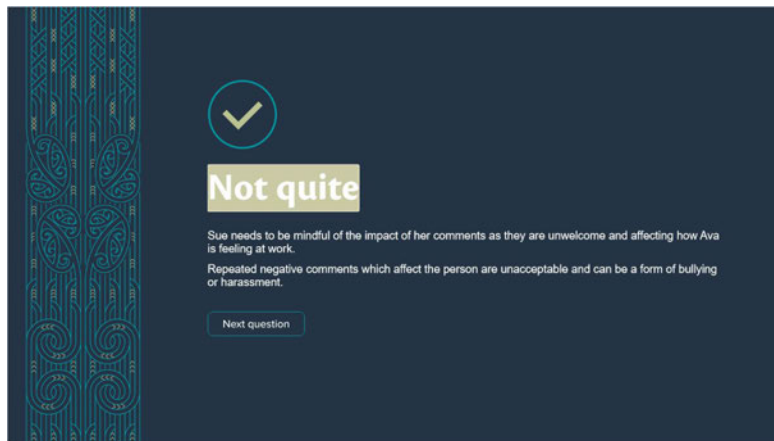 Not quite
Sue needs to be mindful of the impact of her comments as they are unwelcome and affecting how Ava
is feeling at work.
Repeated negative comments which affect the person are unacceptable and can be a form of bullying
or harassment.
Next question